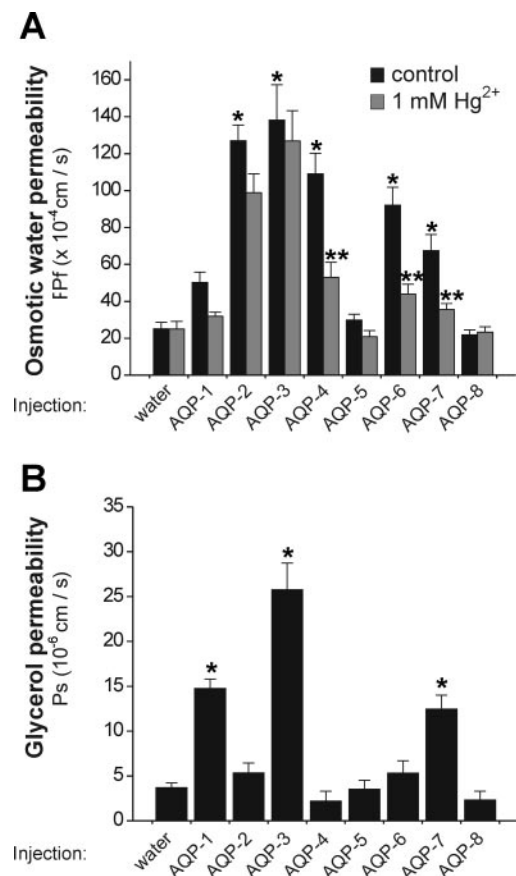 A
control
1 mM Hg²⁺
Osmotic water permeability
FPf (x 10⁻⁴cm / s)
160
140
120
100
80
60
40
20
0
*
*
*
**
*
**
*
**
Injection:
water
AQP-1
AQP-2
AQP-3
AQP-4
AQP-5
AQP-6
AQP-7
AQP-8
B
Glycerol permeability
Ps (10⁻⁶ cm / s)
35
30
25
20
15
10
5
0
*
*
*
Injection:
water
AQP-1
AQP-2
AQP-3
AQP-4
AQP-5
AQP-6
AQP-7
AQP-8